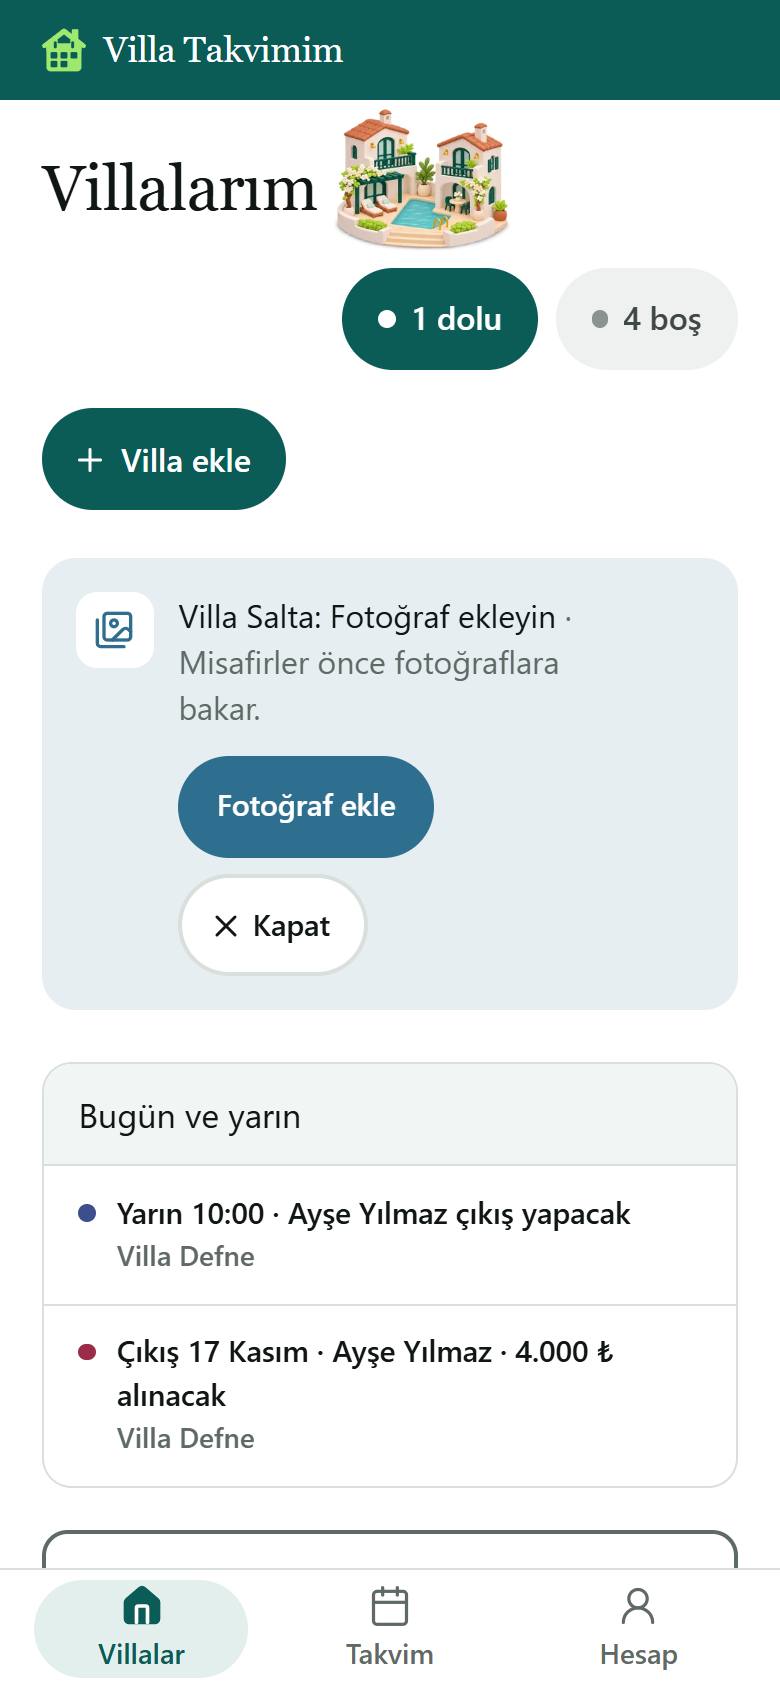 Villa Takvimim
Villalarım
1 dolu
4 boş
+ Villa ekle
Villa Salta: Fotoğraf ekleyin ·
Misafirler önce fotoğraflara
bakar.
Fotoğraf ekle
Kapat
Bugün ve yarın
Yarın 10:00 · Ayşe Yılmaz çıkış yapacak
Villa Defne
Çıkış 17 Kasım · Ayşe Yılmaz · 4.000 ₺
alınacak
Villa Defne
Villalar
Takvim
Hesap